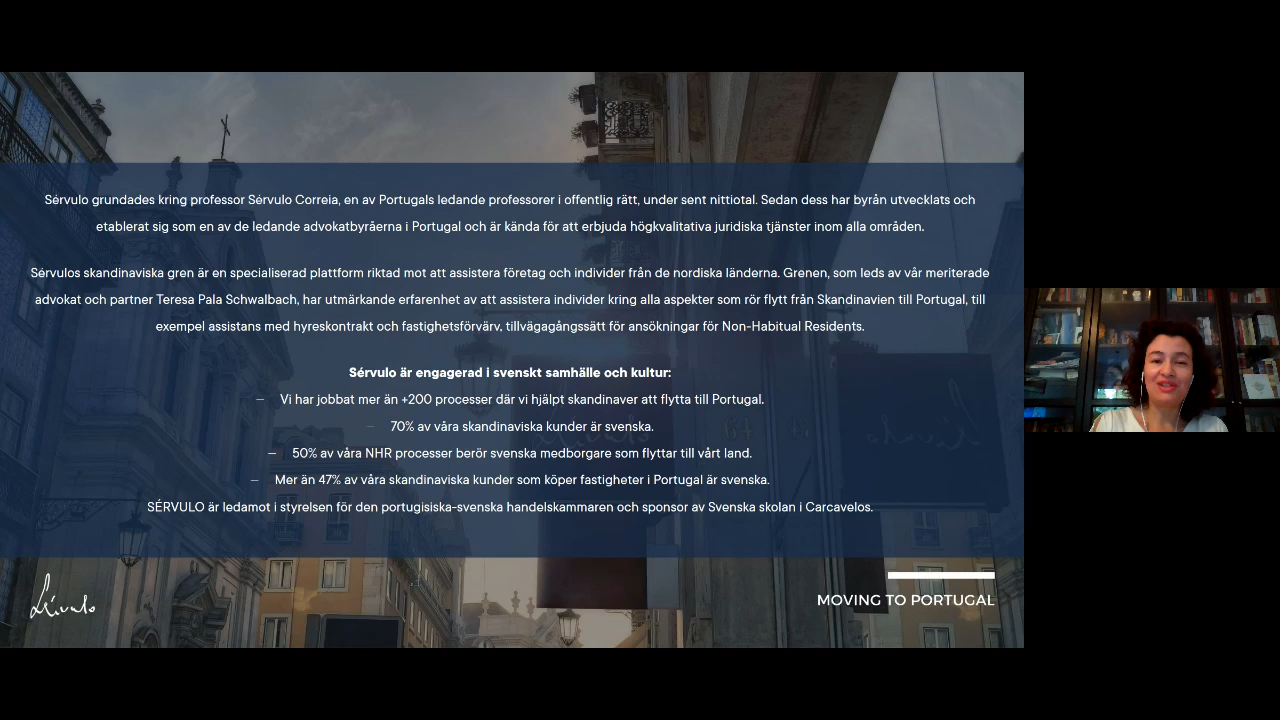 Sérvulo grundades kring professor Sérvulo Correia, en av Portugals ledande professorer i offentlig rätt, under sent nittiotal. Sedan dess har byrån utvecklats och
etablerat sig som en av de ledande advokatbyråerna i Portugal och är kända för att erbjuda högkvalitativa juridiska tjänster inom alla områden.
Sérvulos skandinaviska gren är en specialiserad plattform riktad mot att assistera företag och individer från de nordiska länderna. Grenen, som leds av vår meriterade
advokat och partner Teresa Pala Schwalbach, har utmärkande erfarenhet av att assistera individer kring alla aspekter som rör flytt från Skandinavien till Portugal, till
exempel assistans med hyreskontrakt och fastighetsförvärv, tillvägagångssätt för ansökningar för Non-Habitual Residents.
Sérvulo är engagerad i svenskt samhälle och kultur:
– Vi har jobbat mer än +200 processer där vi hjälpt skandinaver att flytta till Portugal.
– 70% av våra skandinaviska kunder är svenska.
– 50% av våra NHR processer berör svenska medborgare som flyttar till vårt land.
– Mer än 47% av våra skandinaviska kunder som köper fastigheter i Portugal är svenska.
SÉRVULO är ledamot i styrelsen för den portugisiska-svenska handelskammaren och sponsor av Svenska skolan i Carcavelos.
Sérvulo
MOVING TO PORTUGAL